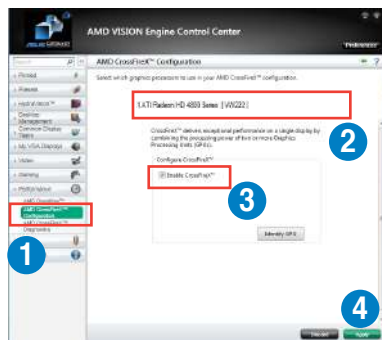 AMD VISION Engine Control Center
Preferences
Search
AMD CrossFireX™ Configuration
?
Select which graphics processors to use in your AMD CrossFireX™ configuration.
Pinned
Presets
HydraVision™
Desktop
Management
Common Display
Tasks
My VGA Displays
Video
Gaming
Performance
AMD CrossFireX™
Configuration
AMD CrossFireX™
Diagnostics
1.ATI Radeon HD 4800 Series [ VW222 ]
CrossFireX™ delivers exceptional performance on a single display by
combining the processing power of two or more Graphics
Processing Units (GPUs).
Configure CrossFireX™
Enable CrossFireX™
Identify GPU
Discard
Apply
1
2
3
4